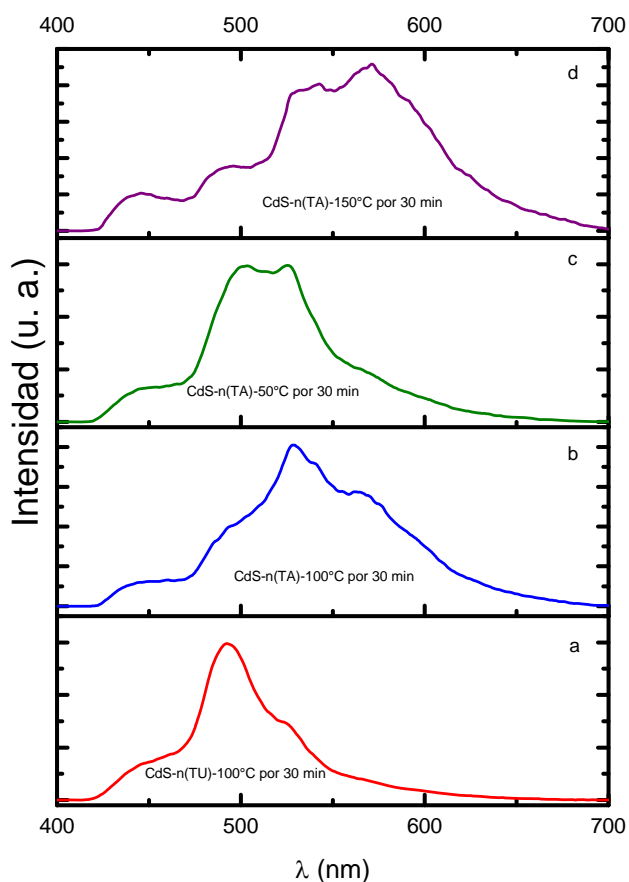 400 500 600 700
d
CdS-n(TA)-150°C por 30 min
c
CdS-n(TA)-50°C por 30 min
b
CdS-n(TA)-100°C por 30 min
a
CdS-n(TU)-100°C por 30 min
Intensidad (u. a.)
400 500 600 700
λ (nm)